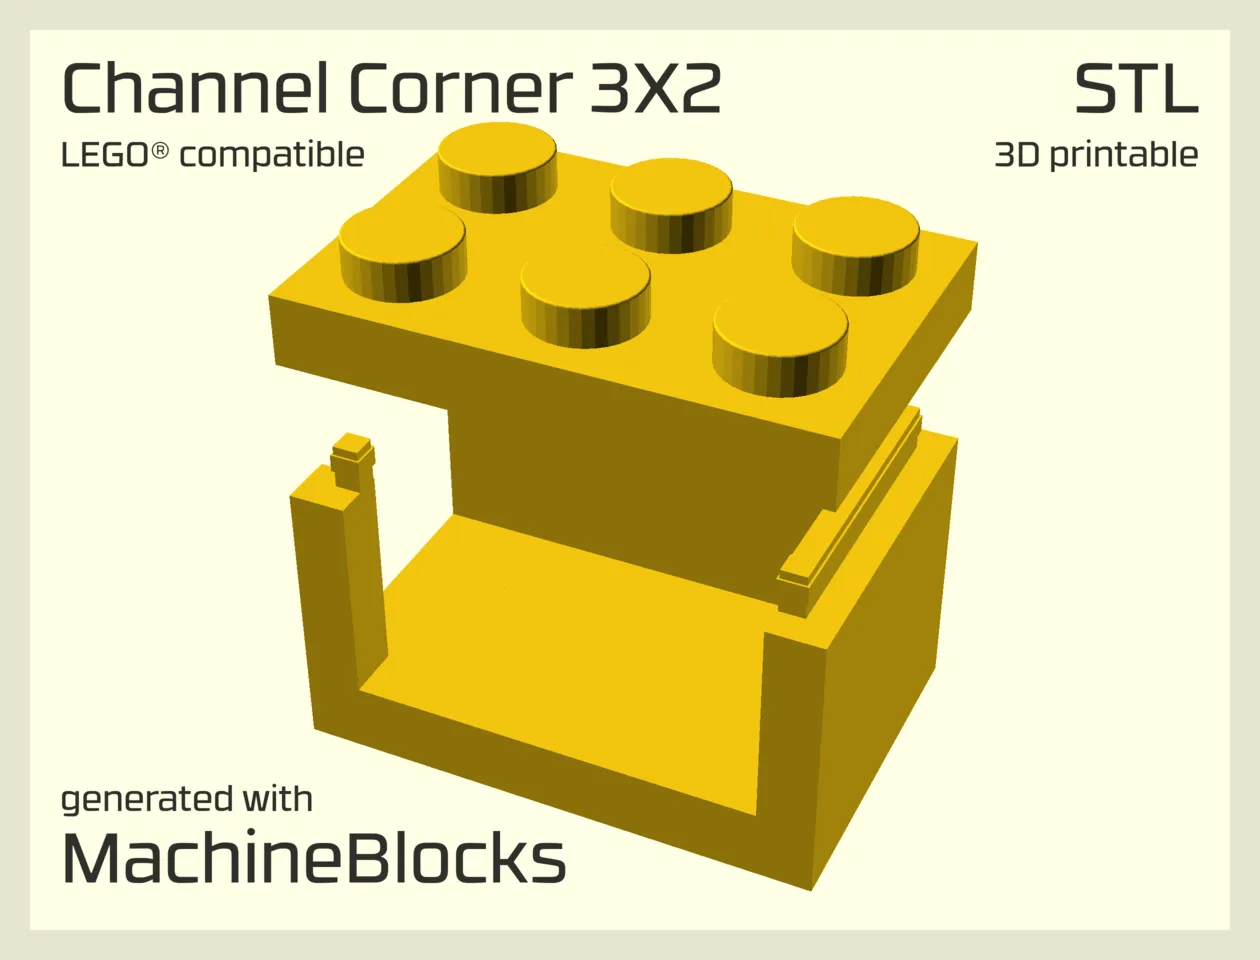 Channel Corner 3X2
LEGO® compatible
STL
3D printable
generated with
MachineBlocks